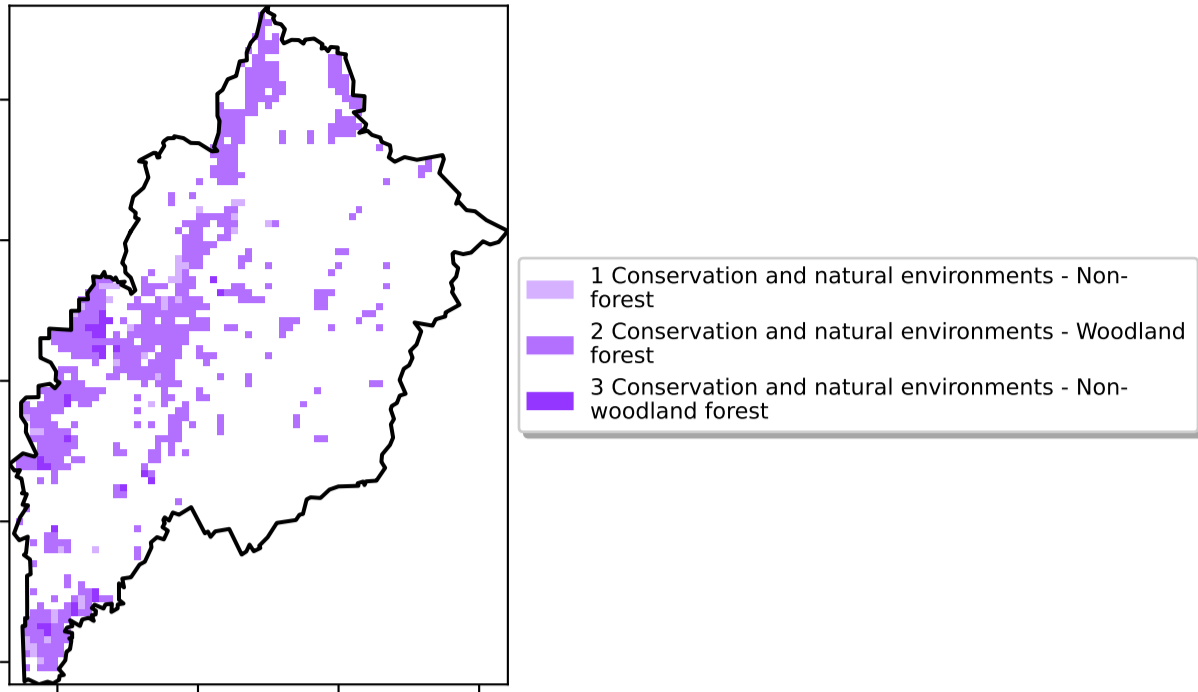 1 Conservation and natural environments - Non-
forest
2 Conservation and natural environments - Woodland
forest
3 Conservation and natural environments - Non-
woodland forest